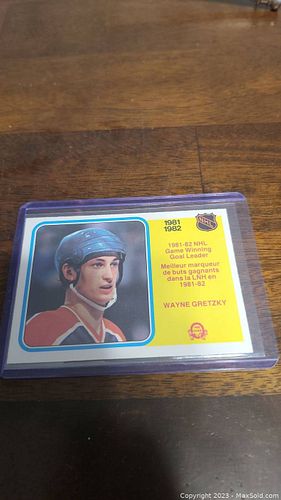 1981
1982
NHL
1981-82 NHL
Game Winning
Goal Leader
Meilleur marqueur
de buts gagnants
dans la LNH en
1981-82
WAYNE GRETZKY
Copyright 2023 - MaxSold.com